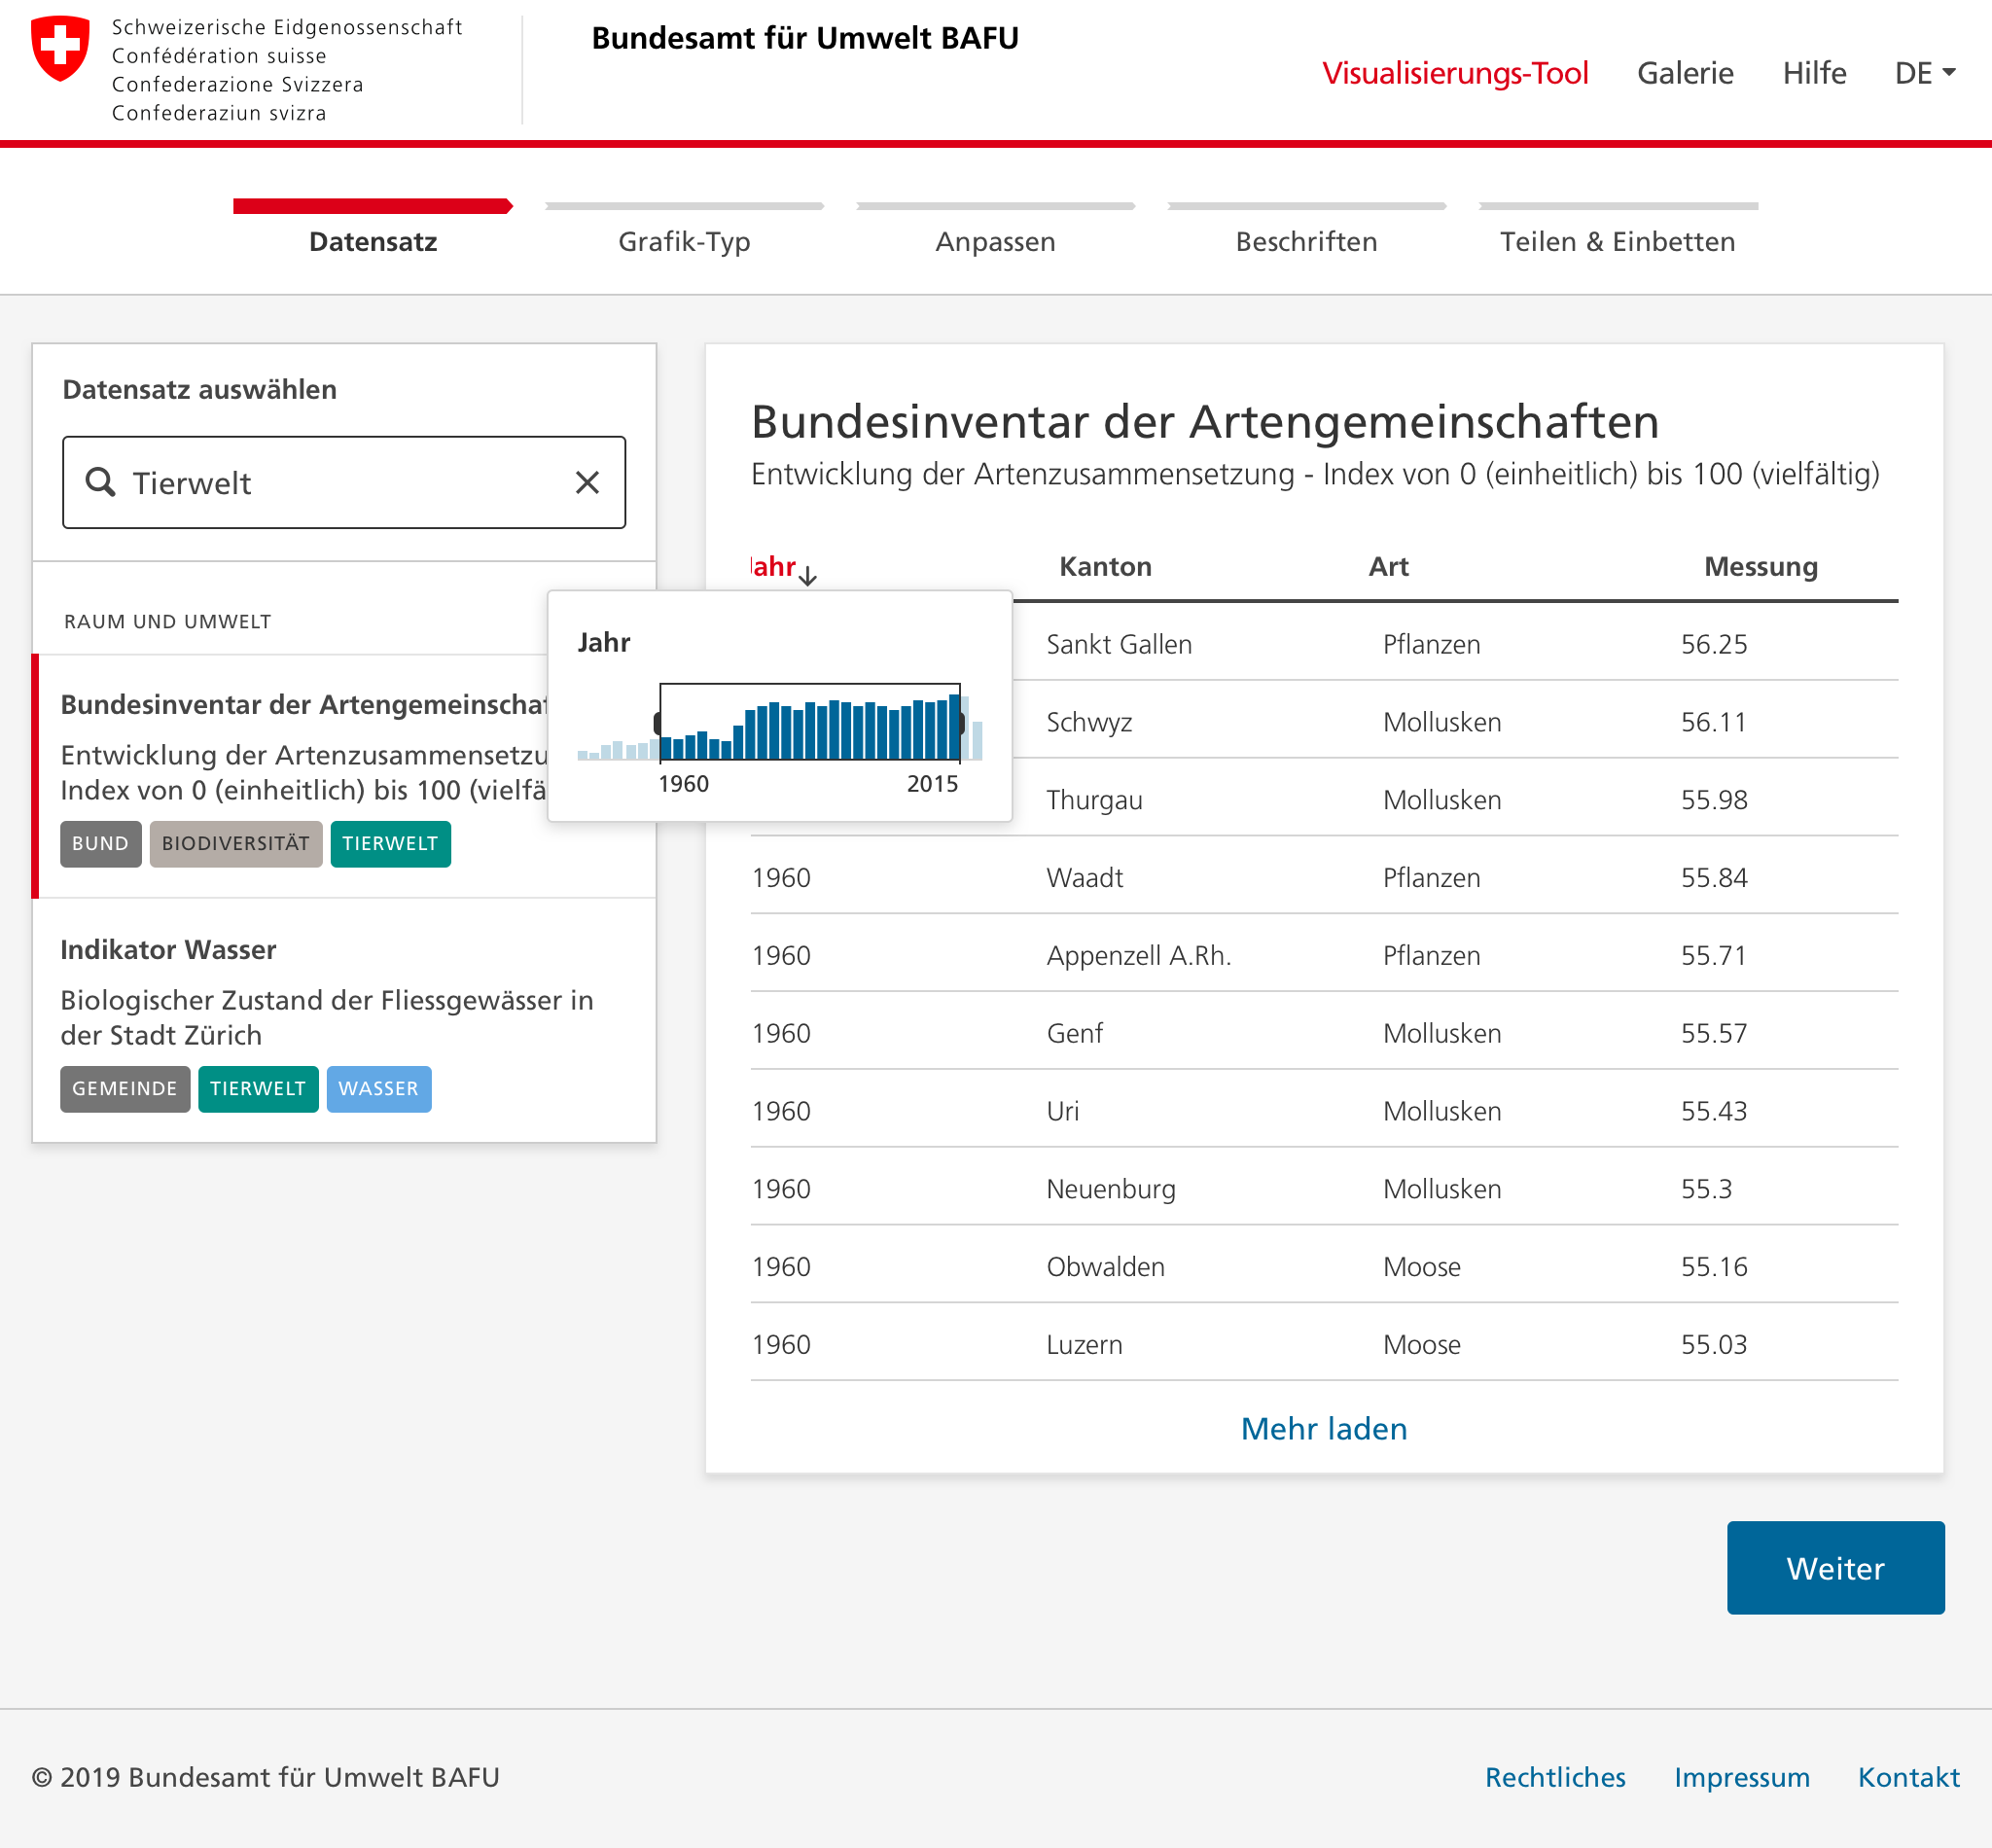 Schweizerische Eidgenossenschaft
Confédération suisse
Confederazione Svizzera
Confederaziun svizra
Bundesamt für Umwelt BAFU
Visualisierungs-Tool Galerie Hilfe DE
Datensatz Grafik-Typ Anpassen Beschriften Teilen & Einbetten
Datensatz auswählen
Tierwelt
RAUM UND UMWELT
Bundesinventar der Artengemeinschaf
Entwicklung der Artenzusammensetzu
Index von 0 (einheitlich) bis 100 (vielfä
BUND BIODIVERSITÄT TIERWELT
Indikator Wasser
Biologischer Zustand der Fliessgewässer in
der Stadt Zürich
GEMEINDE TIERWELT WASSER
Bundesinventar der Artengemeinschaften
Entwicklung der Artenzusammensetzung - Index von 0 (einheitlich) bis 100 (vielfältig)
Jahr Kanton Art Messung
Jahr
1960 2015
Sankt Gallen Pflanzen 56.25
Schwyz Mollusken 56.11
Thurgau Mollusken 55.98
1960 Waadt Pflanzen 55.84
1960 Appenzell A.Rh. Pflanzen 55.71
1960 Genf Mollusken 55.57
1960 Uri Mollusken 55.43
1960 Neuenburg Mollusken 55.3
1960 Obwalden Moose 55.16
1960 Luzern Moose 55.03
Mehr laden
Weiter
© 2019 Bundesamt für Umwelt BAFU
Rechtliches Impressum Kontakt